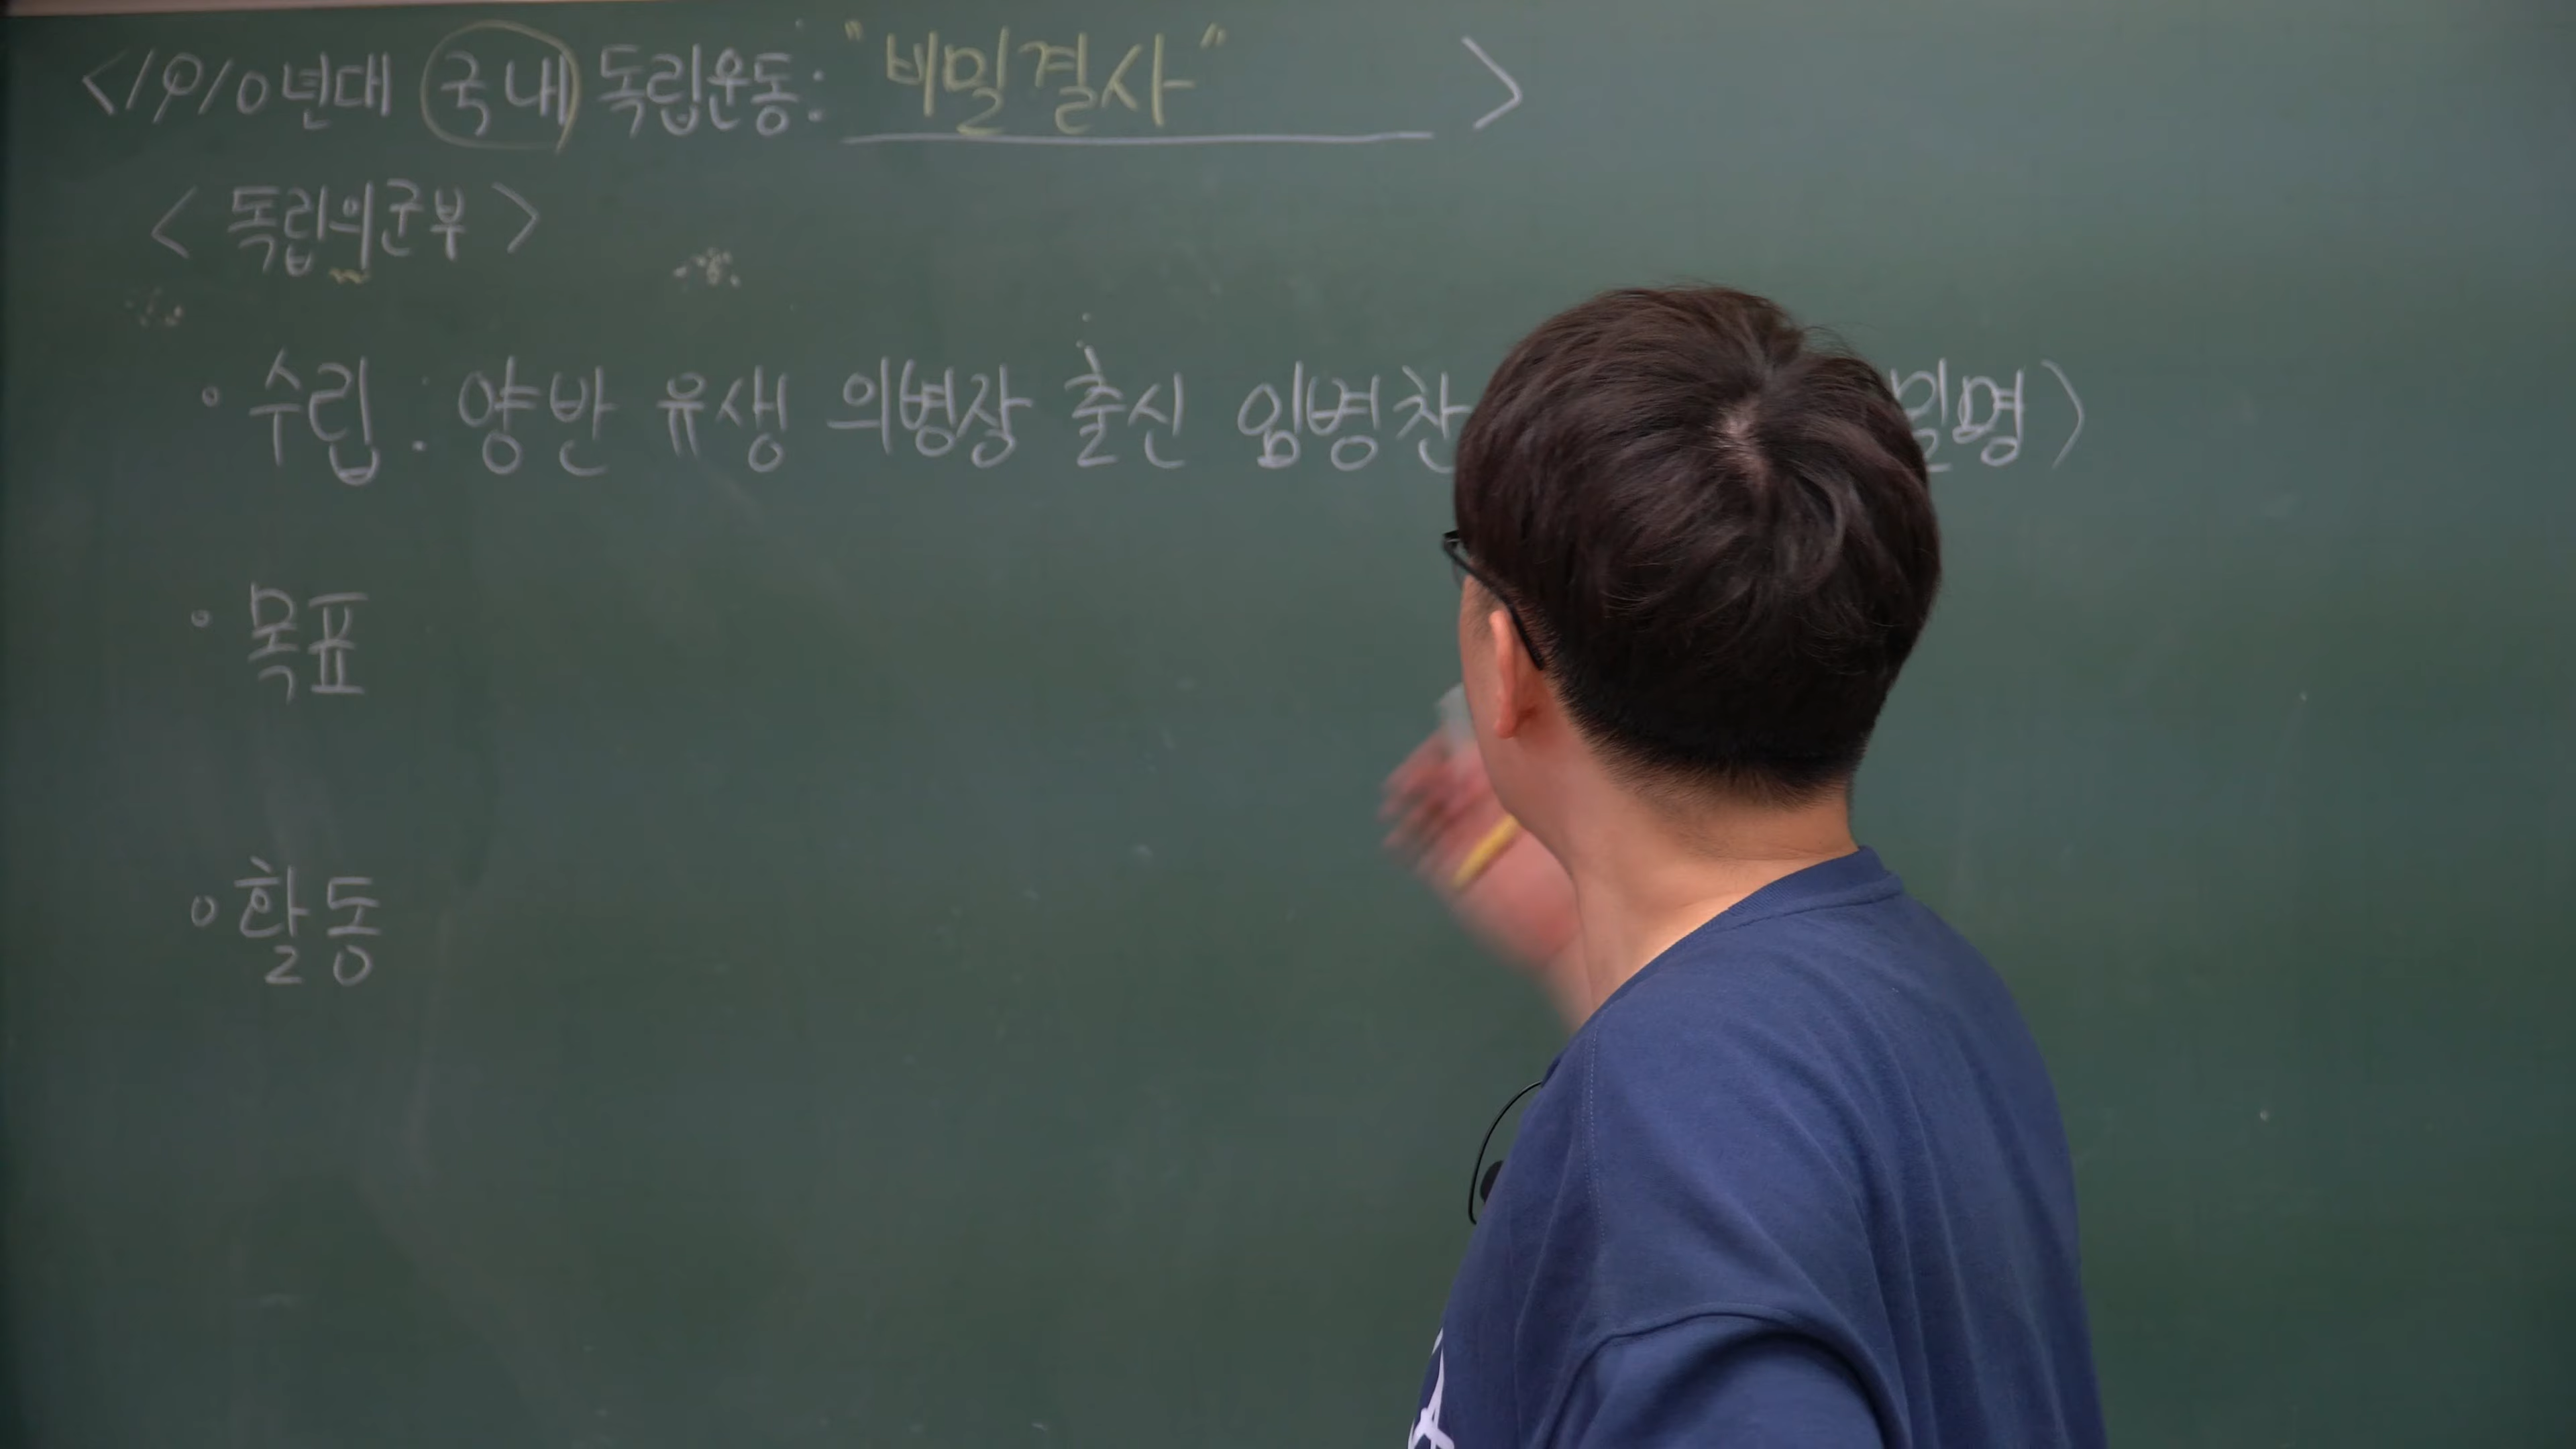 <1910년대 국내 독립운동: "비밀결사" >
< 독립의군부 >
• 수립 : 양반 유생 의병장 출신 임병찬 밀명>
• 목표
• 활동